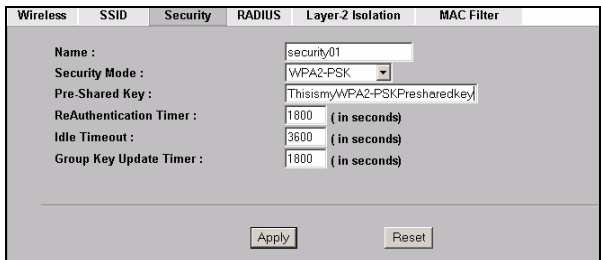 Wireless SSID Security RADIUS Layer-2 Isolation MAC Filter
Name : security01
Security Mode : WPA2-PSK
Pre-Shared Key : ThisismyWPA2-PSKPresharedkey
ReAuthentication Timer : 1800 ( in seconds)
Idle Timeout : 3600 ( in seconds)
Group Key Update Timer : 1800 ( in seconds)
Apply Reset